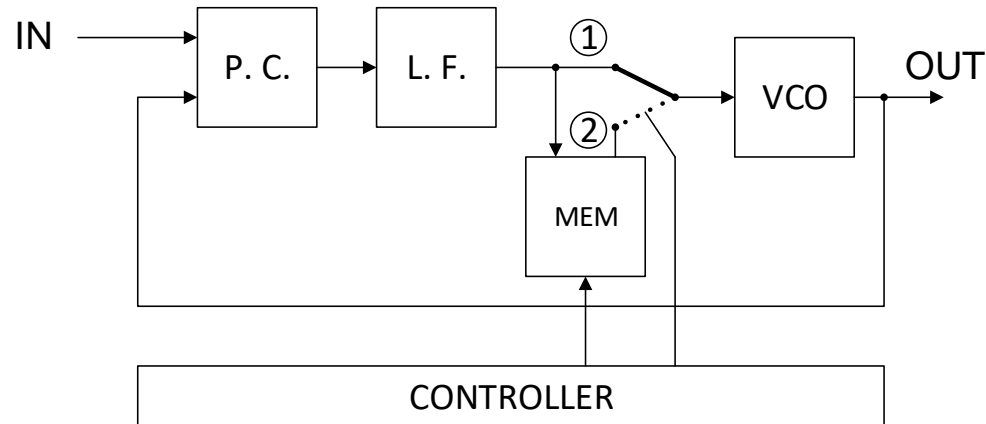 IN
P. C.
L. F.
①
②
MEM
VCO
OUT
CONTROLLER